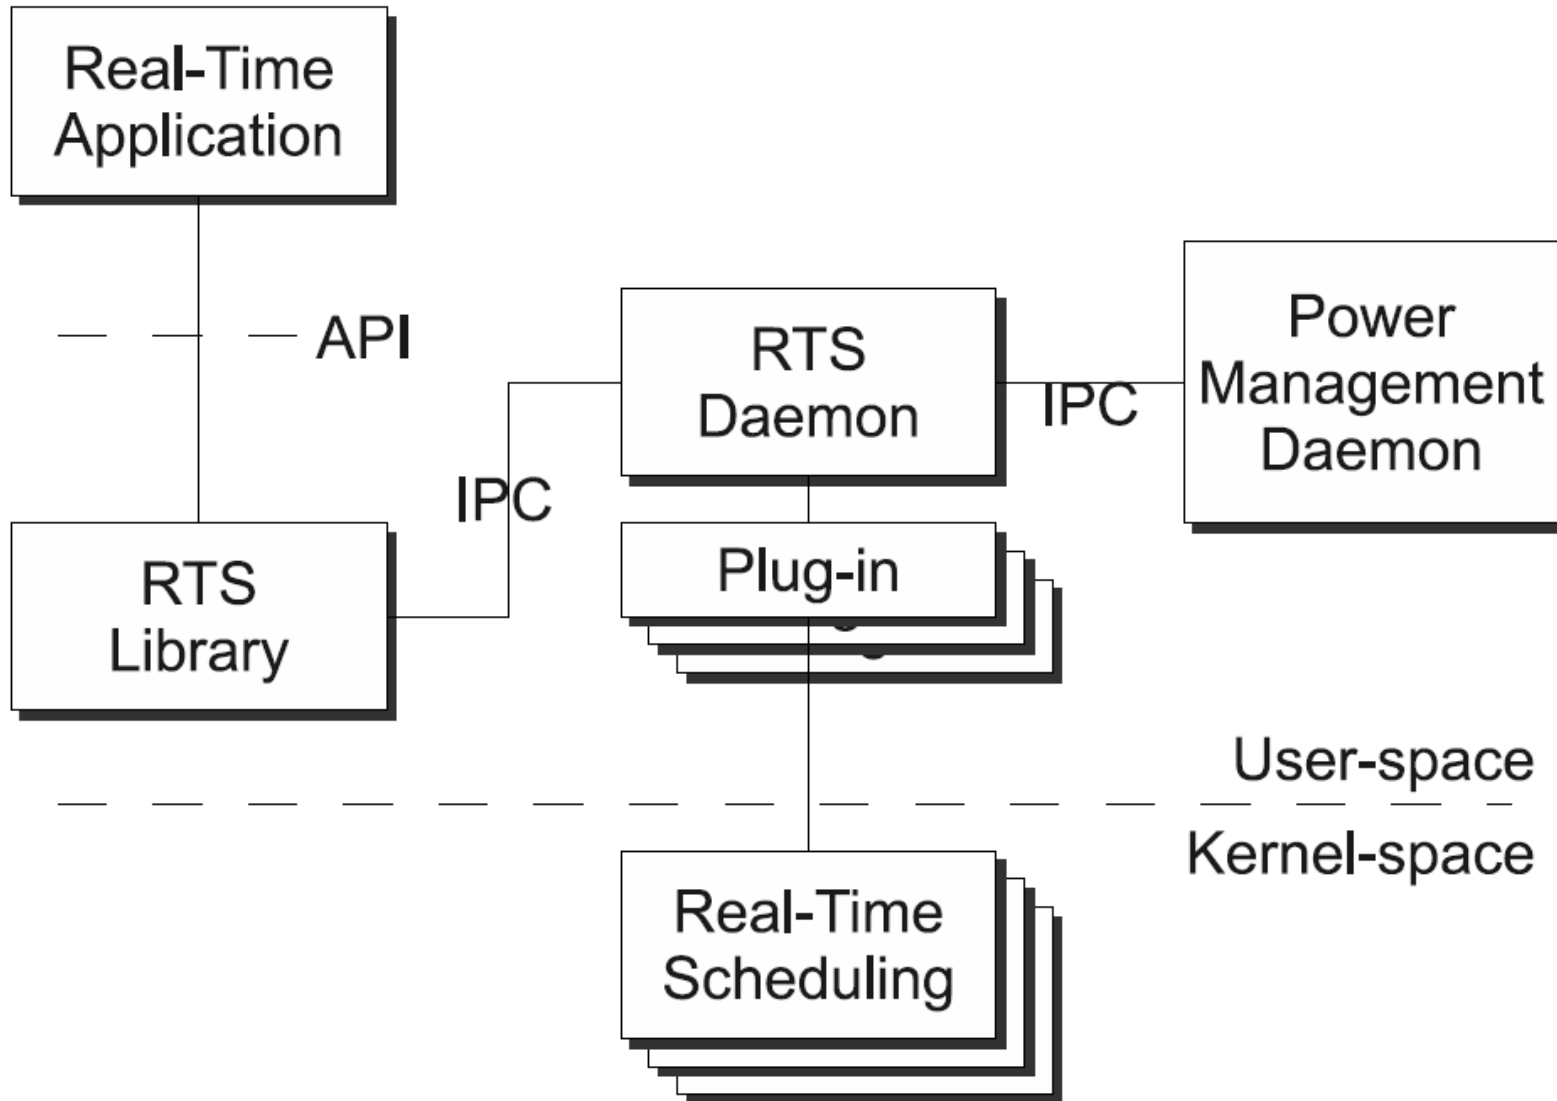 Real-Time
Application
API
RTS
Daemon
IPC
Power
Management
Daemon
IPC
RTS
Library
Plug-in
User-space
Kernel-space
Real-Time
Scheduling